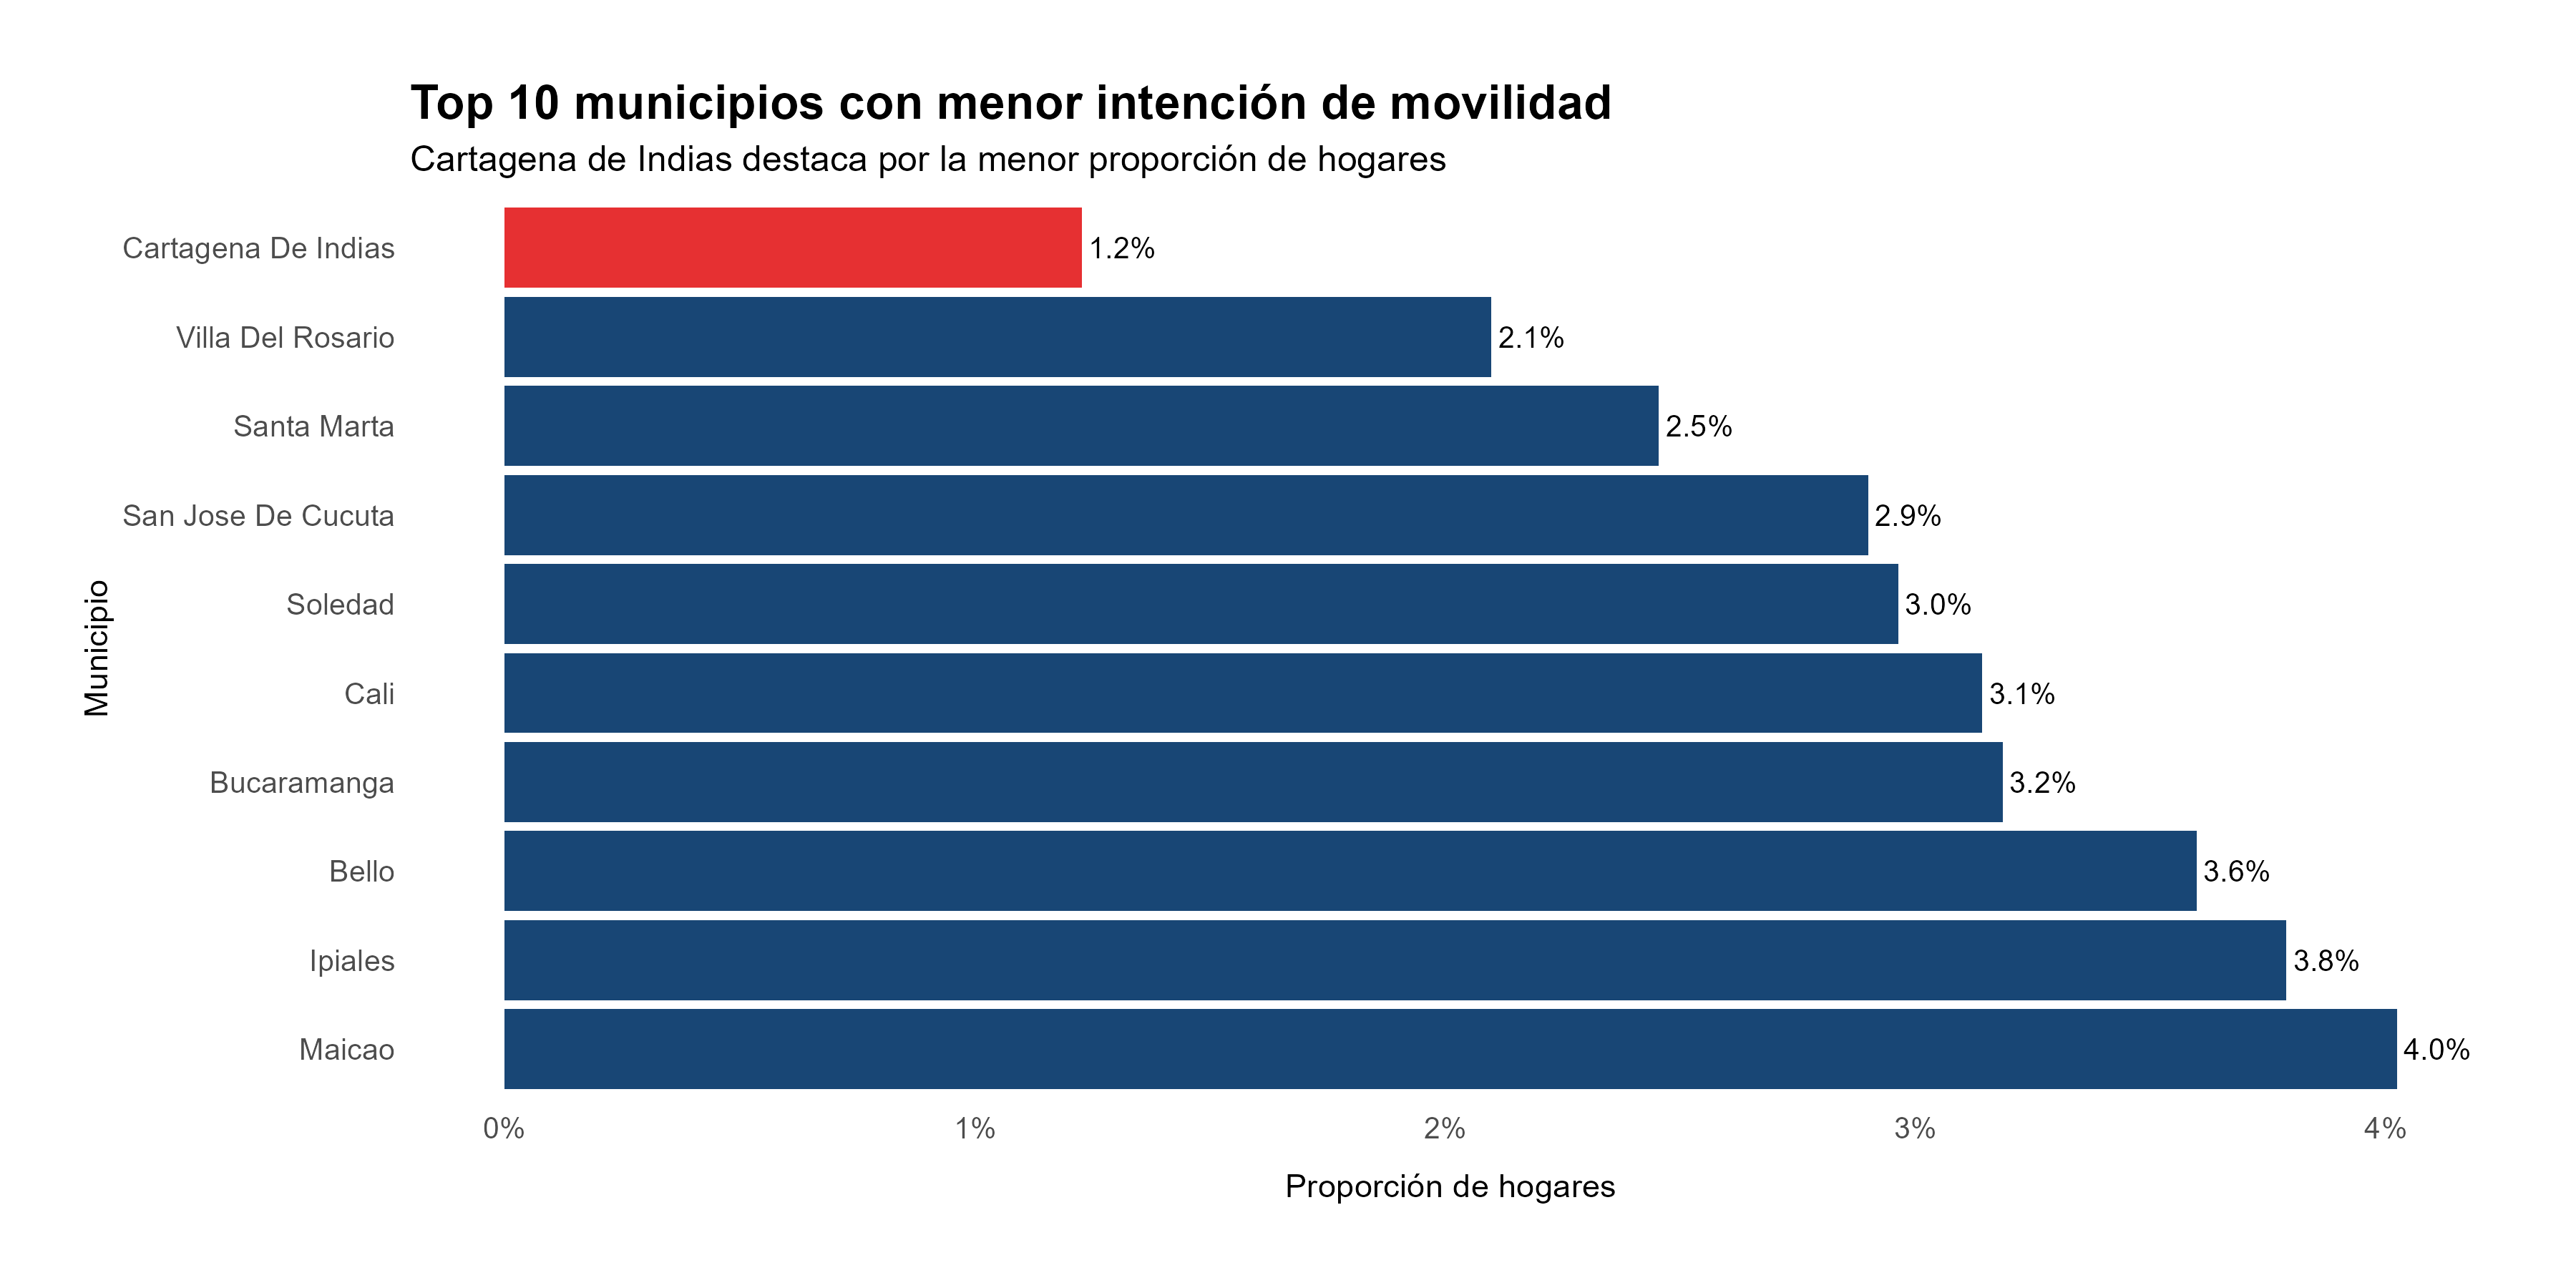 Top 10 municipios con menor intención de movilidad
Cartagena de Indias destaca por la menor proporción de hogares
Cartagena De Indias 1.2%
Villa Del Rosario 2.1%
Santa Marta 2.5%
San Jose De Cucuta 2.9%
Soledad 3.0%
Cali 3.1%
Bucaramanga 3.2%
Bello 3.6%
Ipiales 3.8%
Maicao 4.0%
Municipio
0% 1% 2% 3% 4%
Proporción de hogares